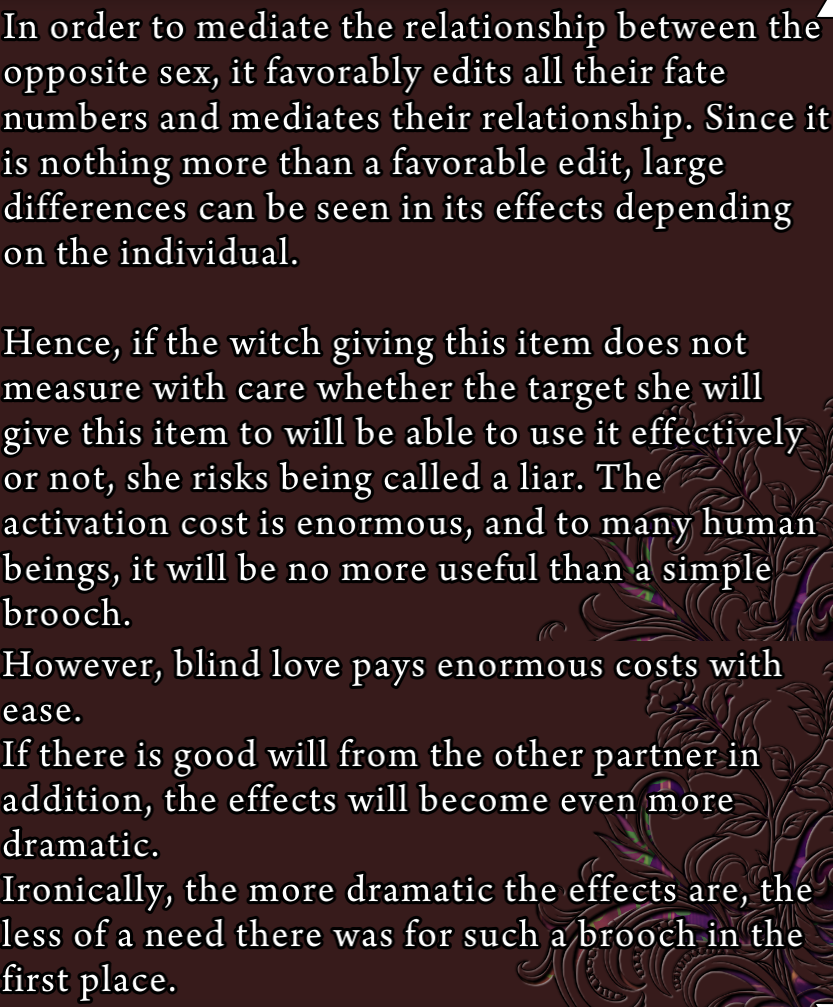 In order to mediate the relationship between the
opposite sex, it favorably edits all their fate
numbers and mediates their relationship. Since it
is nothing more than a favorable edit, large
differences can be seen in its effects depending
on the individual.
Hence, if the witch giving this item does not
measure with care whether the target she will
give this item to will be able to use it effectively
or not, she risks being called a liar. The
activation cost is enormous, and to many human
beings, it will be no more useful than a simple
brooch.
However, blind love pays enormous costs with
ease.
If there is good will from the other partner in
addition, the effects will become even more
dramatic.
Ironically, the more dramatic the effects are, the
less of a need there was for such a brooch in the
first place.